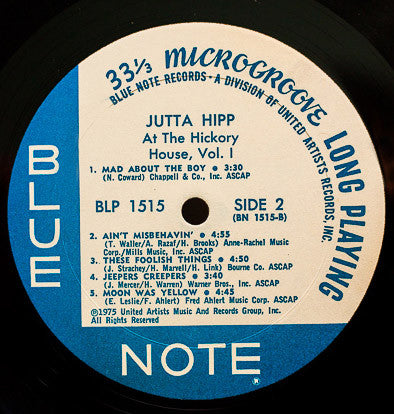 33⅓ MICROGROOVE LONG PLAYING
BLUE NOTE RECORDS • A DIVISION OF UNITED ARTISTS RECORDS, INC.
JUTTA HIPP
At The Hickory
House, Vol. I
1. MAD ABOUT THE BOY • 3:30
(N. Coward) Chappell & Co., Inc. ASCAP
BLP 1515 SIDE 2
(BN 1515-B)
2. AIN'T MISBEHAVIN' • 4:55
(T. Waller/A. Razaf/H. Brooks) Anne-Rachel Music
Corp./Mills Music, Inc. ASCAP
3. THESE FOOLISH THINGS • 3:50
(J. Strachey/H. Marvell/H. Link) Bourne Co. ASCAP
4. JEEPERS CREEPERS • 3:40
(J. Mercer/H. Warren) Warner Bros., Inc. ASCAP
5. MOON WAS YELLOW • 4:05
(E. Leslie/F. Ahlert) Fred Ahlert Music Corp. ASCAP
©1975 United Artists Music and Records Group, Inc.
All Rights Reserved
BLUE
NOTE®